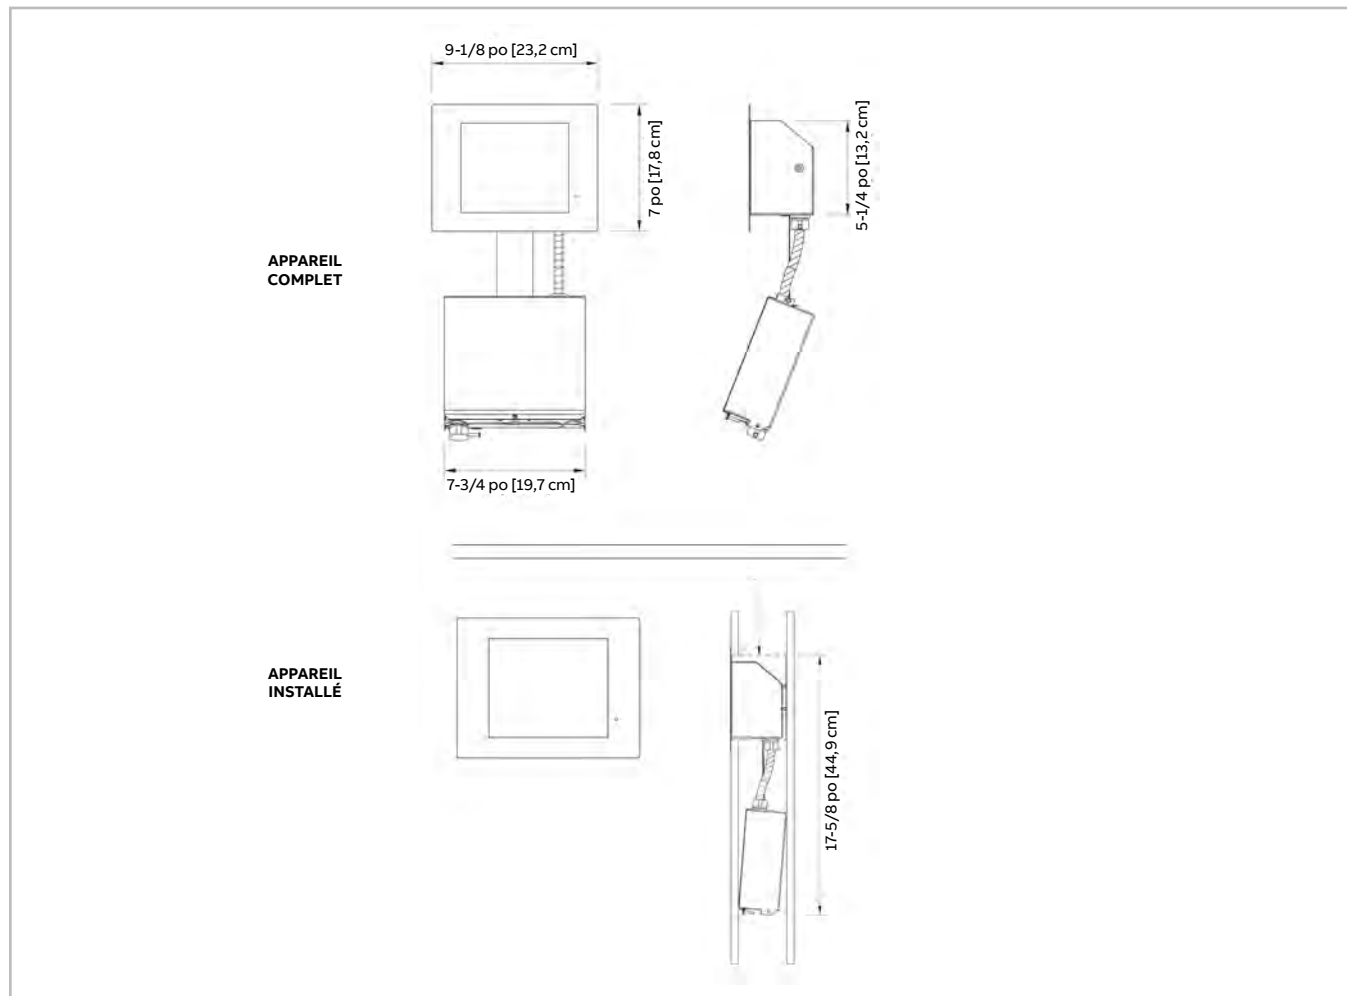 9-1/8 po [23,2 cm]
7 po [17,8 cm]
5-1/4 po [13,2 cm]
APPAREIL
COMPLET
7-3/4 po [19,7 cm]
APPAREIL
INSTALLÉ
17-5/8 po [44,9 cm]